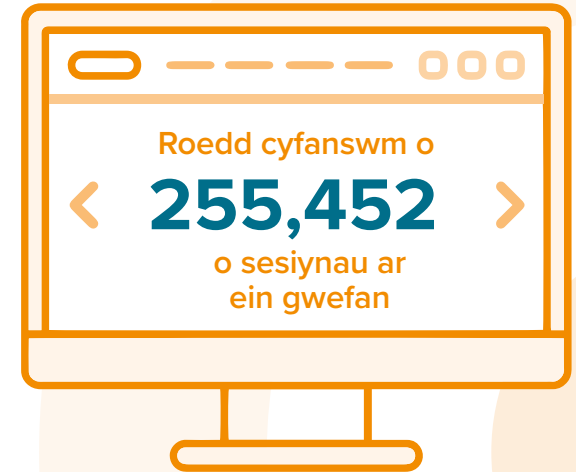 Roedd cyfanswm o
255,452
o sesiynau ar
ein gwefan